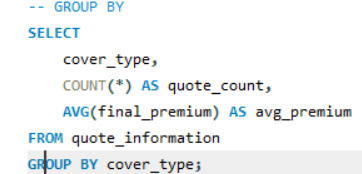 -- GROUP BY
SELECT
cover_type,
COUNT(*) AS quote_count,
AVG(final_premium) AS avg_premium
FROM quote_information
GROUP BY cover_type;